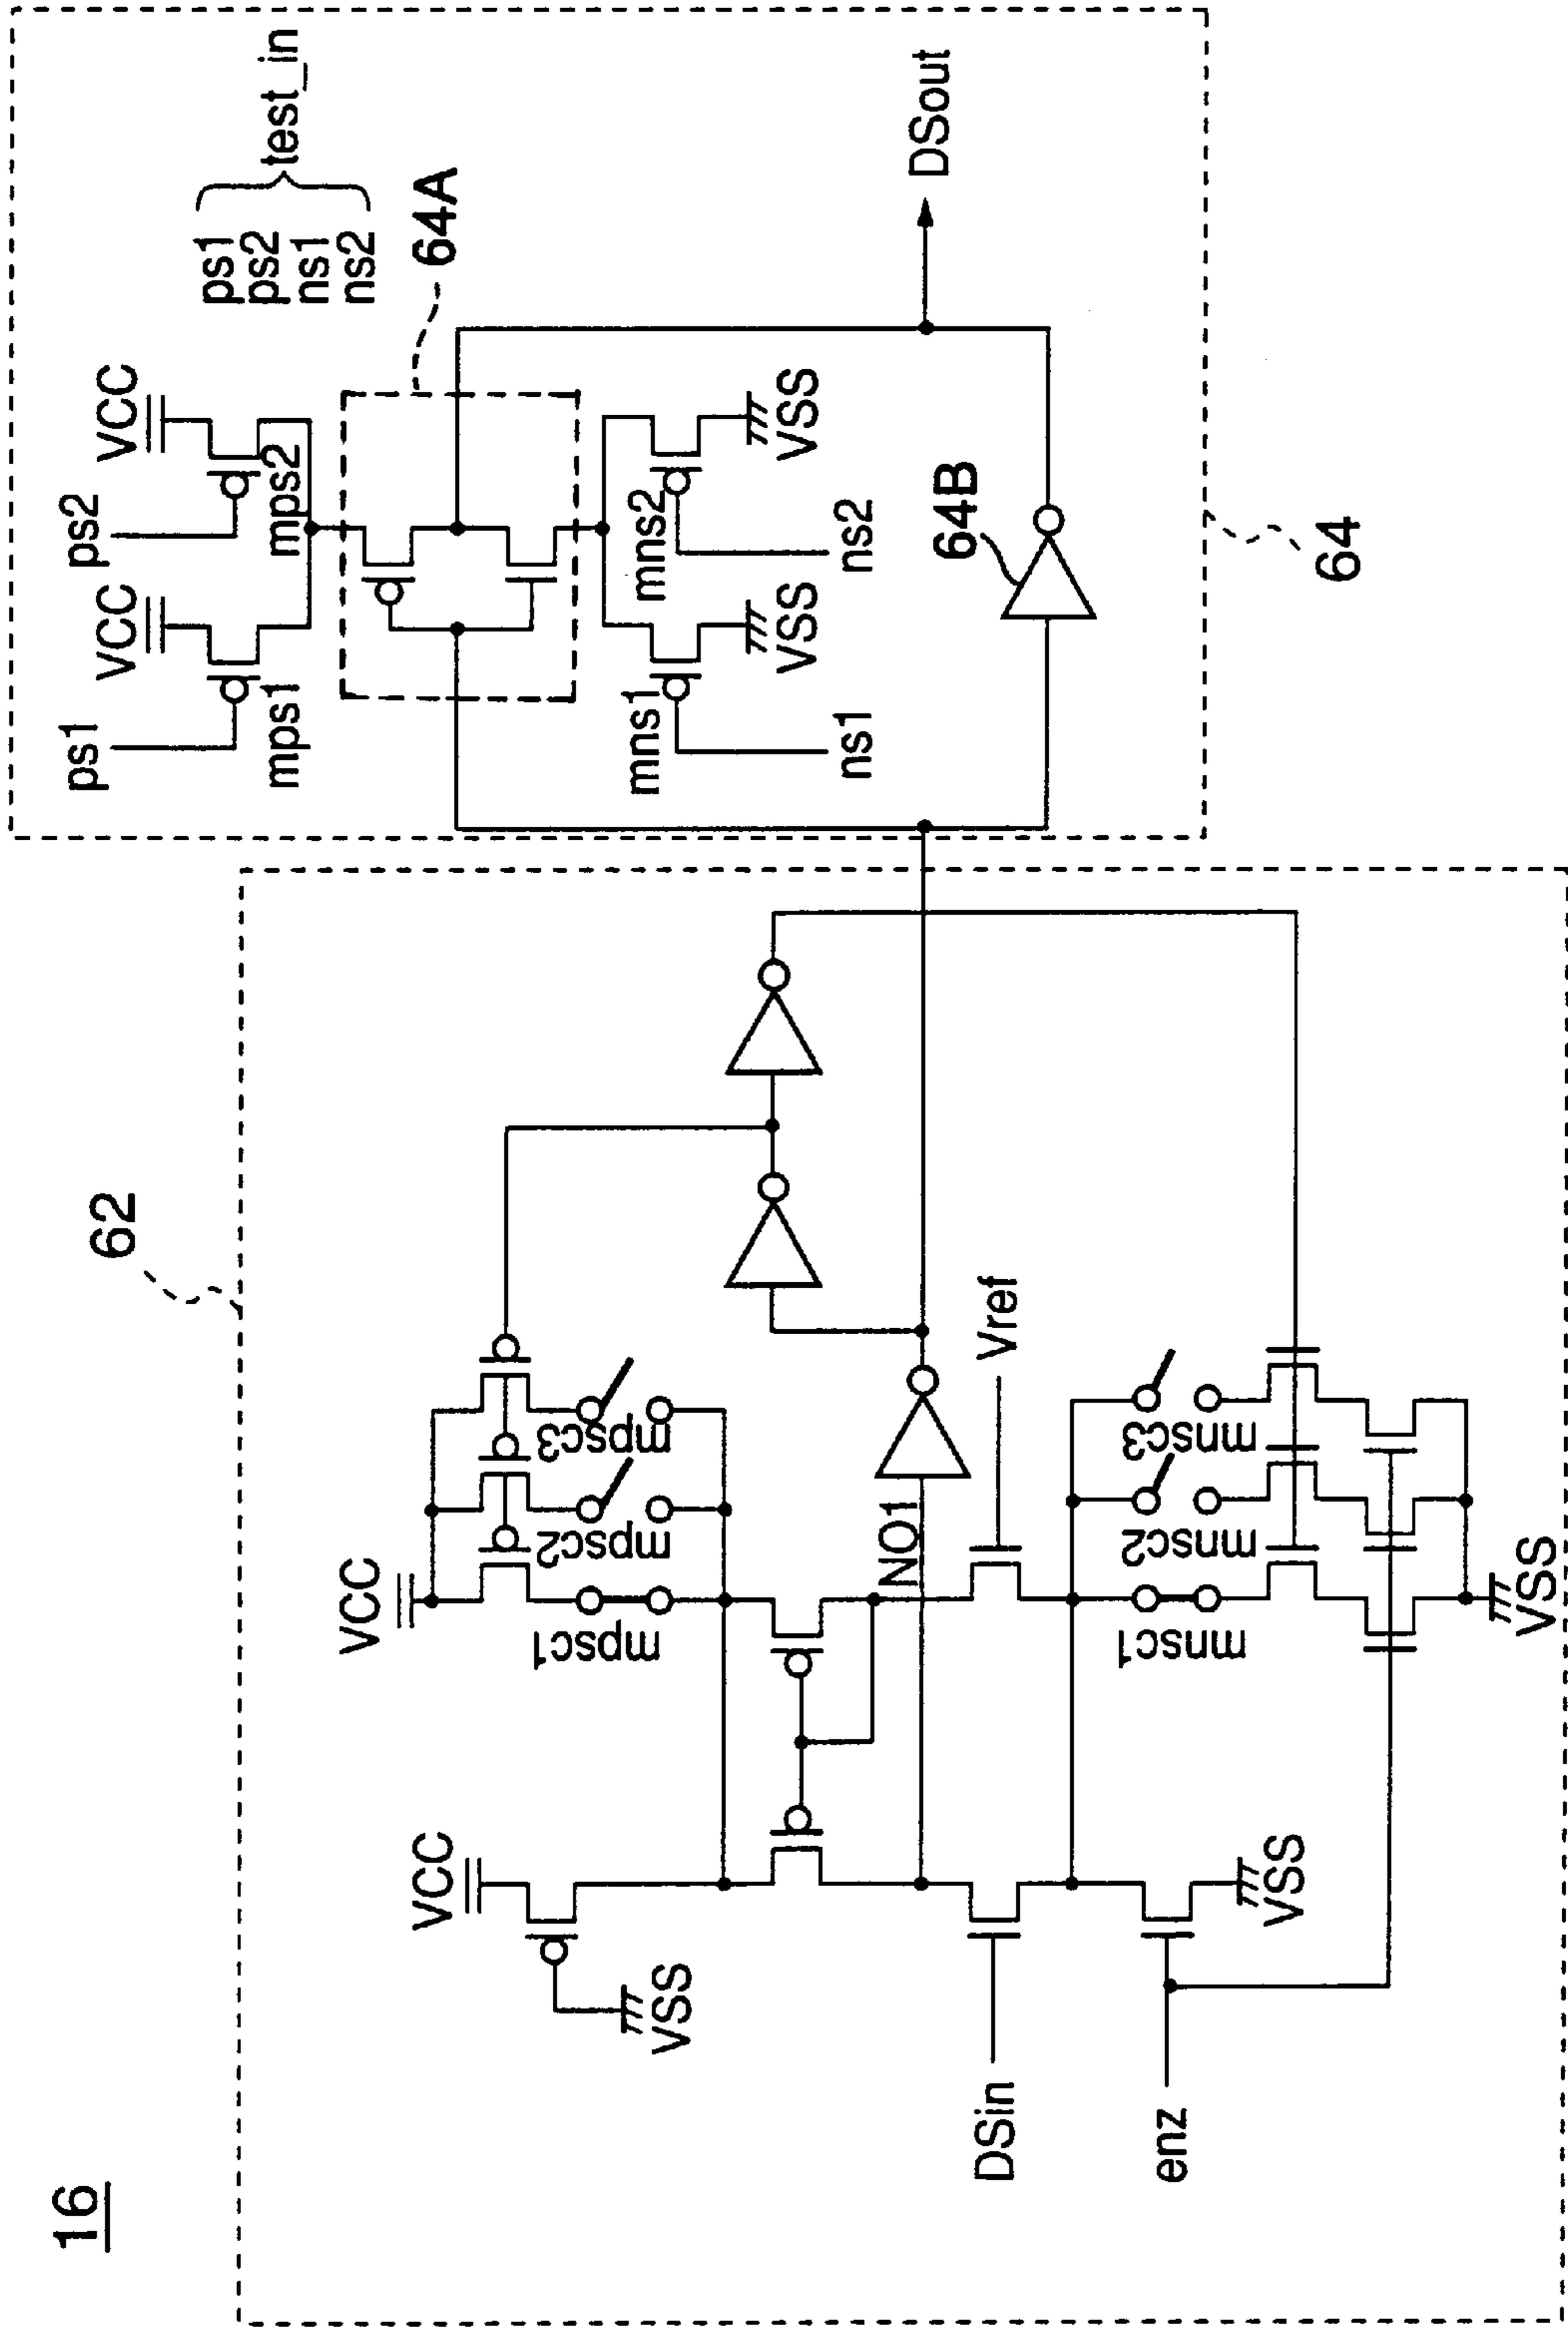 16
62
VCC
VSS
VCC
mpsc1
mpsc2
mpsc3
NO1
Vref
DSin
enz
VSS
mnsc1
mnsc2
mnsc3
VSS
ps1
VCC
ps2
VCC
mps1
mps2
ps1
ps2
ns1
ns2
test_in
64A
mns1
VSS
mns2
VSS
ns1
ns2
64B
DSout
64